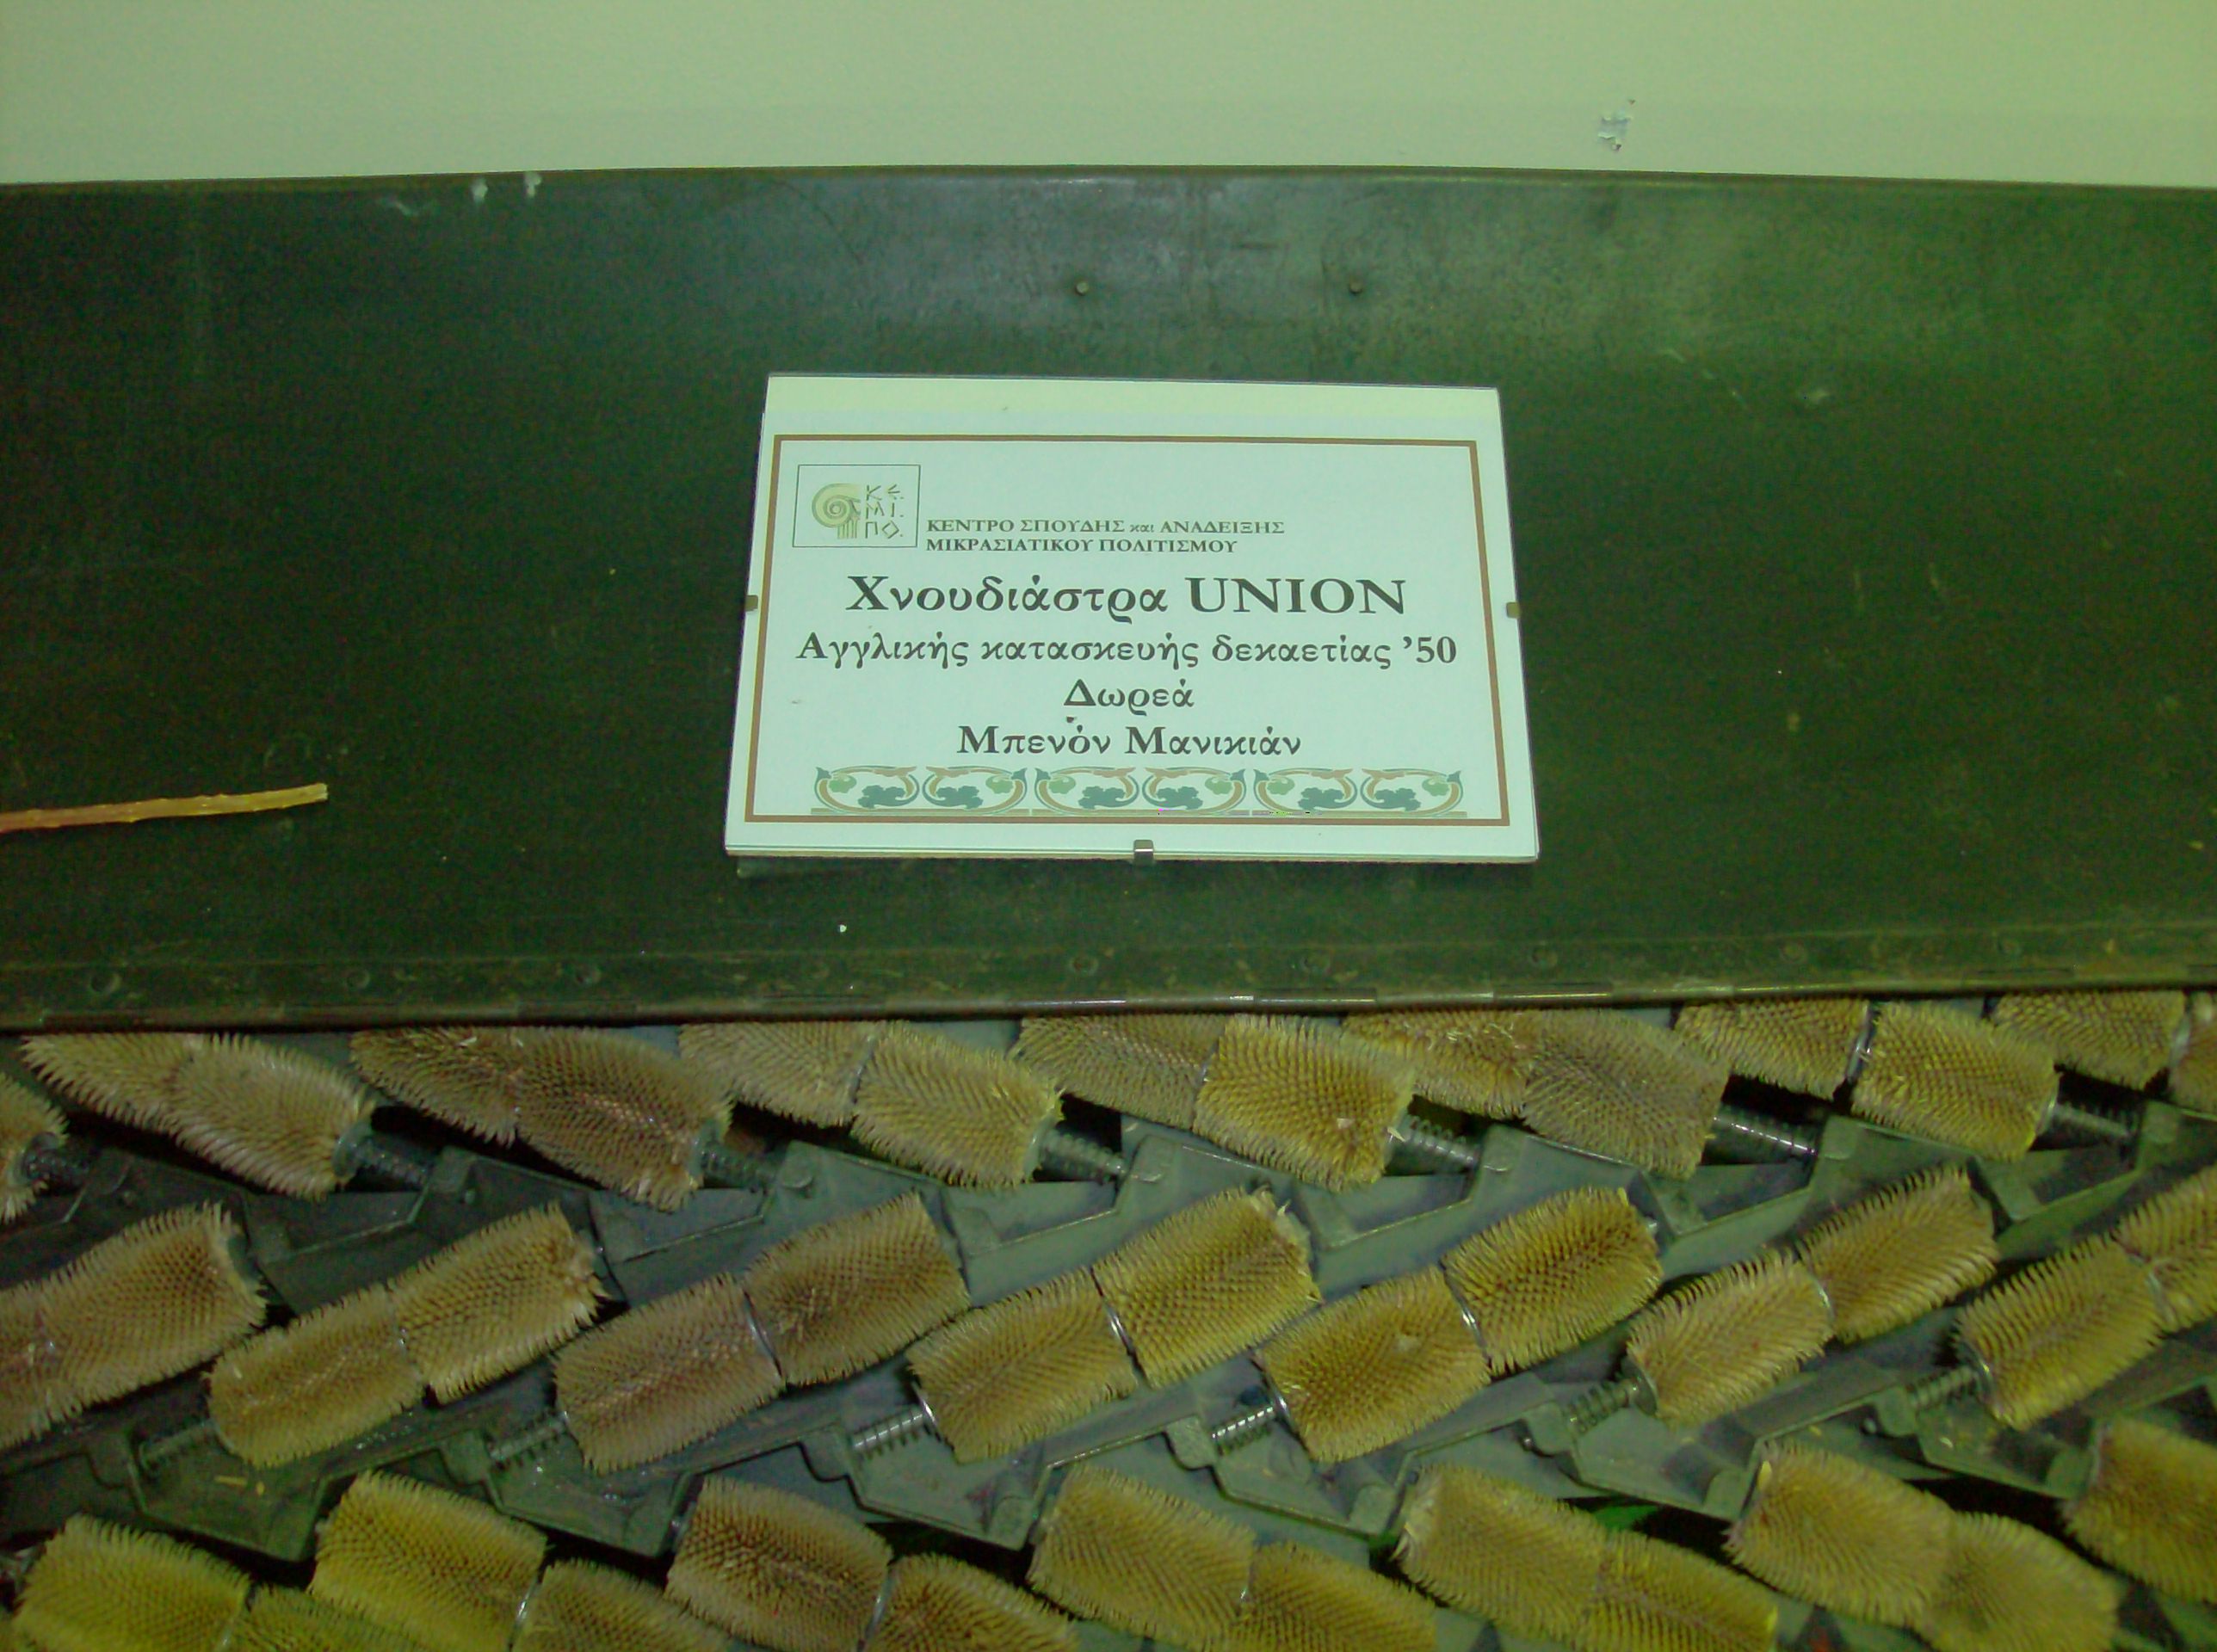 ΚΕ.
ΜΙ.
ΠΟ.
ΚΕΝΤΡΟ ΣΠΟΥΔΗΣ και ΑΝΑΔΕΙΞΗΣ
ΜΙΚΡΑΣΙΑΤΙΚΟΥ ΠΟΛΙΤΙΣΜΟΥ
Χνουδιάστρα UNION
Αγγλικής κατασκευής δεκαετίας ’50
Δωρεά
Μπενόν Μανικιάν